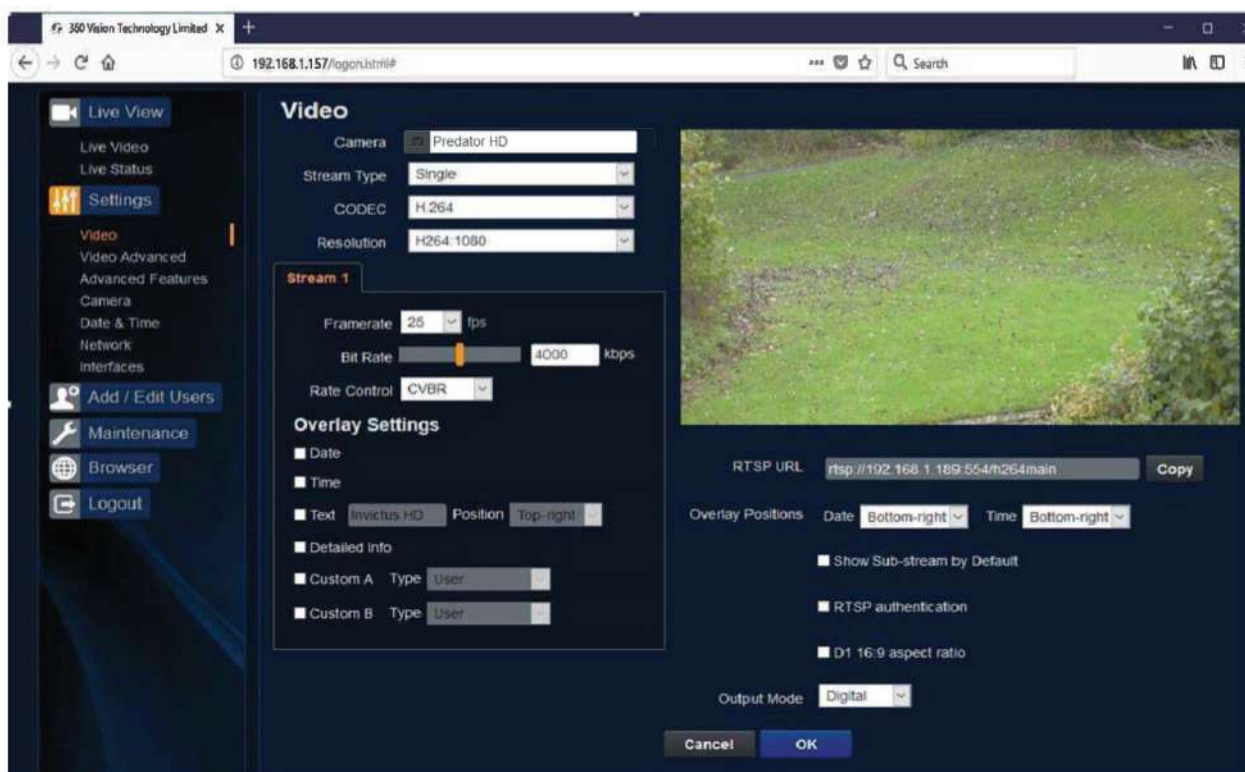 360 Vision Technology Limited X +
192.168.1.157/logon.html# Search
Live View
Live Video
Live Status
Settings
Video
Video Advanced
Advanced Features
Camera
Date & Time
Network
Interfaces
Add / Edit Users
Maintenance
Browser
Logout
Video
Camera Predator HD
Stream Type Single
CODEC H.264
Resolution H264:1080
Stream 1
Framerate 25 fps
Bit Rate 4000 kbps
Rate Control CVBR
Overlay Settings
Date
Time
Text Invictus HD Position Top-right
Detailed info
Custom A Type User
Custom B Type User
RTSP URL rtsp://192.168.1.189:554/h264main Copy
Overlay Positions Date Bottom-right Time Bottom-right
Show Sub-stream by Default
RTSP authentication
D1 16:9 aspect ratio
Output Mode Digital
Cancel OK